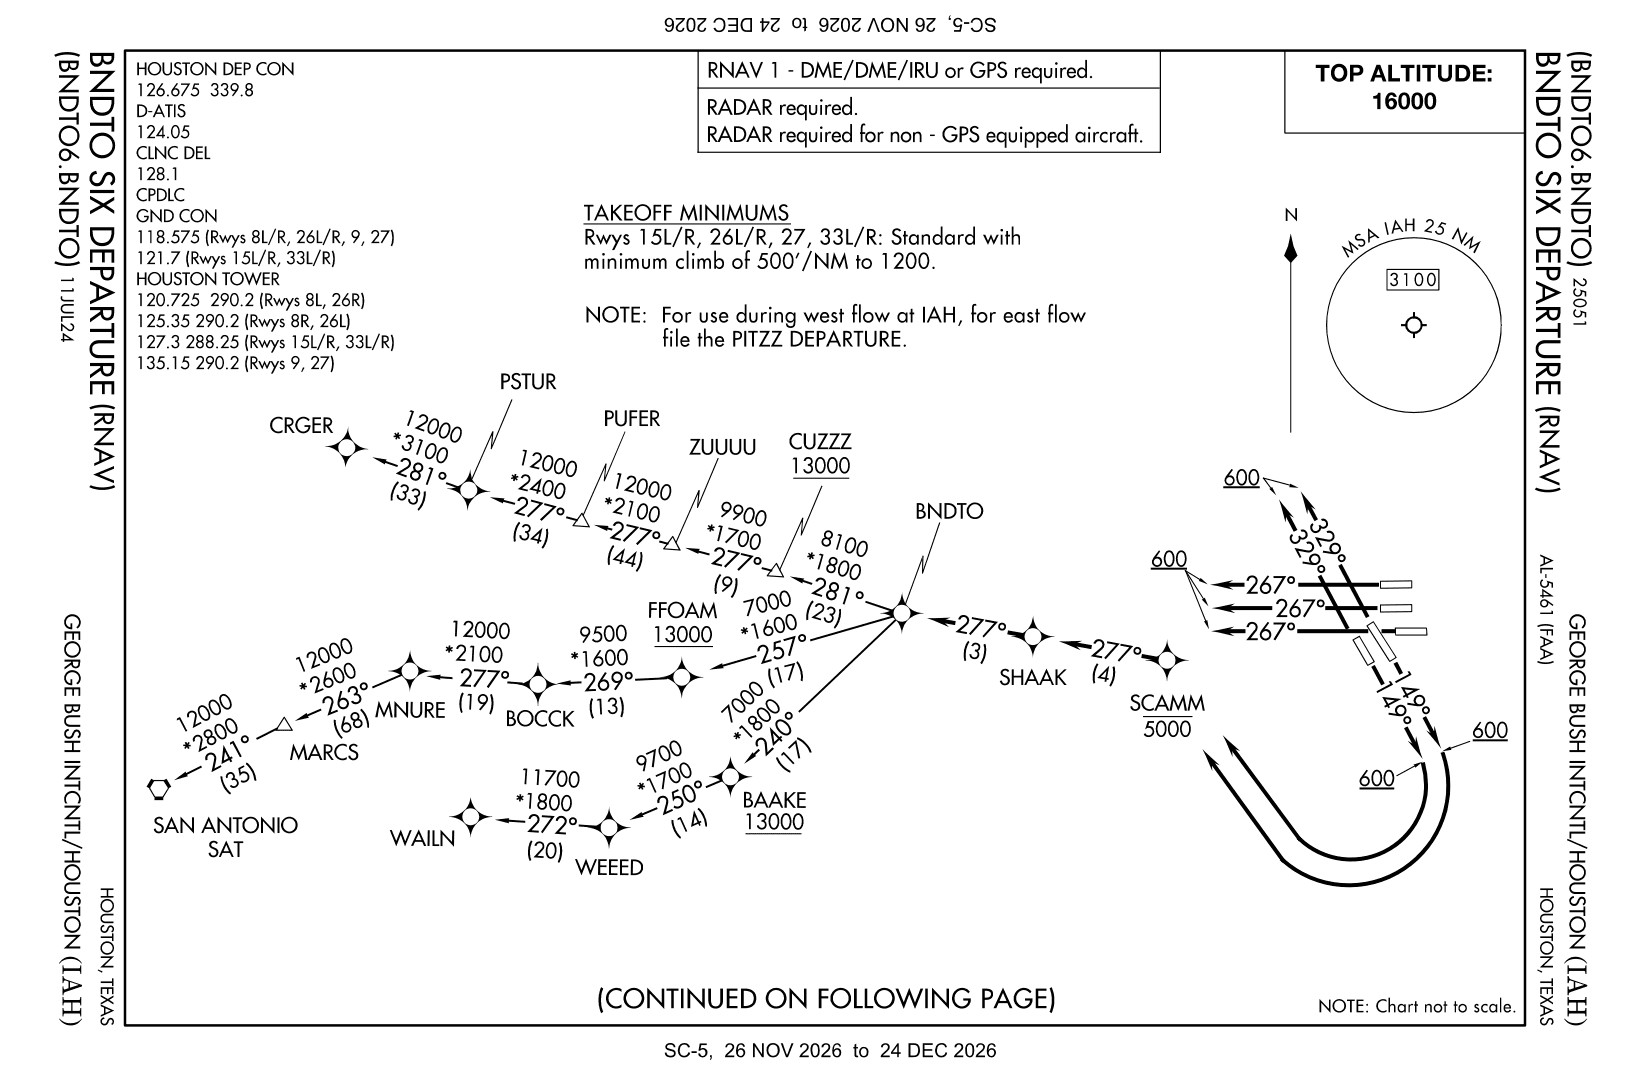 SC-5, 26 NOV 2026 to 24 DEC 2026
(BNDTO6.BNDTO) 11JUL24
BNDTO SIX DEPARTURE (RNAV)
GEORGE BUSH INTCNTL/HOUSTON (IAH)
HOUSTON, TEXAS
HOUSTON DEP CON
126.675 339.8
D-ATIS
124.05
CLNC DEL
128.1
CPDLC
GND CON
118.575 (Rwys 8L/R, 26L/R, 9, 27)
121.7 (Rwys 15L/R, 33L/R)
HOUSTON TOWER
120.725 290.2 (Rwys 8L, 26R)
125.35 290.2 (Rwys 8R, 26L)
127.3 288.25 (Rwys 15L/R, 33L/R)
135.15 290.2 (Rwys 9, 27)
RNAV 1 - DME/DME/IRU or GPS required.
RADAR required.
RADAR required for non - GPS equipped aircraft.
TOP ALTITUDE:
16000
TAKEOFF MINIMUMS
Rwys 15L/R, 26L/R, 27, 33L/R: Standard with
minimum climb of 500'/NM to 1200.
NOTE: For use during west flow at IAH, for east flow
file the PITZZ DEPARTURE.
N
MSA IAH 25 NM
3100
CRGER
12000
*3100
281°
(33)
PSTUR
12000
*2400
277°
(34)
PUFER
12000
*2100
277°
(44)
ZUUUU
9900
*1700
277°
(9)
CUZZZ
13000
8100
*1800
281°
(23)
BNDTO
277°
(3)
SHAAK
277°
(4)
SCAMM
5000
7000
*1600
257°
(17)
FFOAM
13000
9500
*1600
269°
(13)
BOCCK
12000
*2100
277°
(19)
MNURE
12000
*2600
263°
(68)
MARCS
12000
*2800
241°
(35)
SAN ANTONIO
SAT
7000
*1800
240°
(17)
BAAKE
13000
9700
*1700
250°
(14)
WEEED
11700
*1800
272°
(20)
WAILN
600
329°
329°
600
267°
267°
267°
149°
149°
600
600
(CONTINUED ON FOLLOWING PAGE)
NOTE: Chart not to scale.
BNDTO SIX DEPARTURE (RNAV)
(BNDTO6.BNDTO) 25051
AL-5461 (FAA)
GEORGE BUSH INTCNTL/HOUSTON (IAH)
HOUSTON, TEXAS
SC-5, 26 NOV 2026 to 24 DEC 2026